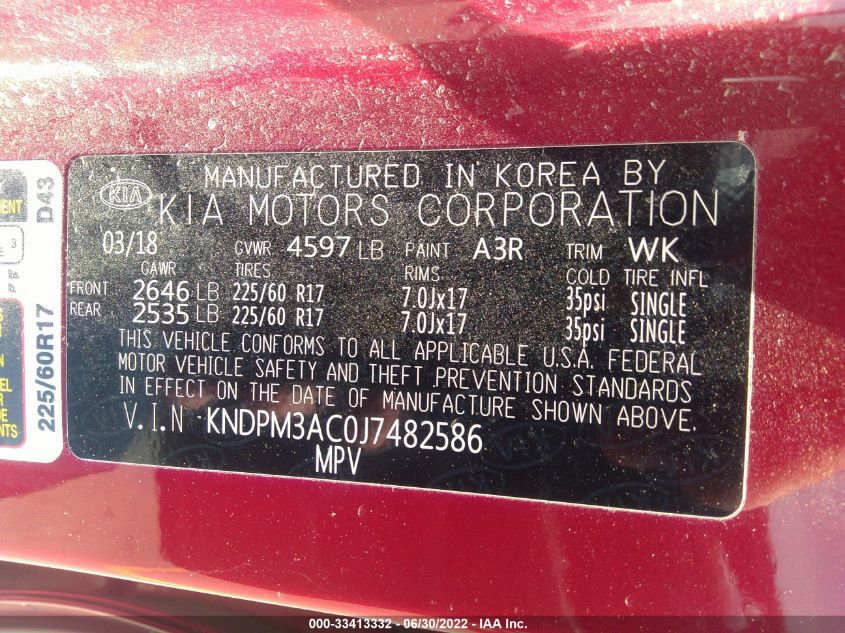 MANUFACTURED IN KOREA BY
KIA KIA MOTORS CORPORATION
03/18 GVWR 4597 LB PAINT A3R TRIM WK
GAWR TIRES RIMS COLD TIRE INFL
FRONT 2646 LB 225/60 R17 7.0Jx17 35psi SINGLE
REAR 2535 LB 225/60 R17 7.0Jx17 35psi SINGLE
THIS VEHICLE CONFORMS TO ALL APPLICABLE U.S.A. FEDERAL
MOTOR VEHICLE SAFETY AND THEFT PREVENTION STANDARDS
IN EFFECT ON THE DATE OF MANUFACTURE SHOWN ABOVE.
V.I.N KNDPM3AC0J7482586
MPV
225/60R17 D43
3
lbs.
lb.
000-33413332 - 06/30/2022 - IAA Inc.